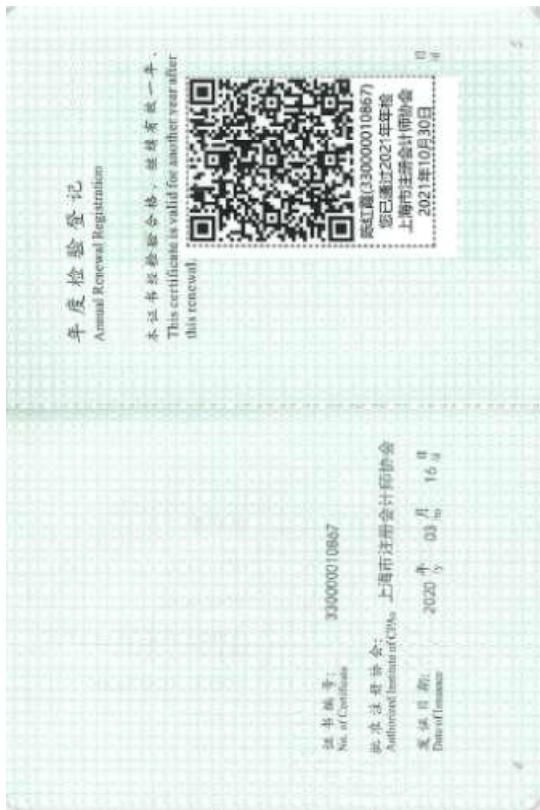 证书编号: 330000010867
No. of Certificate
批准注册协会: 上海市注册会计师协会
Authorized Institute of CPAs
发证日期: 2020 年 03 月 16 日
Date of Issuance /y /m /d
4
年度检验登记
Annual Renewal Registration
本证书经检验合格，继续有效一年。
This certificate is valid for another year after
this renewal.
陈红霞(330000010867)
您已通过2021年年检
上海市注册会计师协会
2021年10月30日
日
/d
5